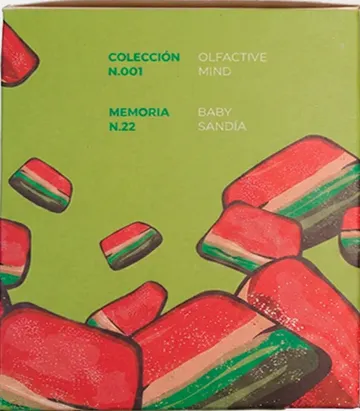 COLECCIÓN OLFACTIVE
N.001 MIND
MEMORIA BABY
N.22 SANDÍA